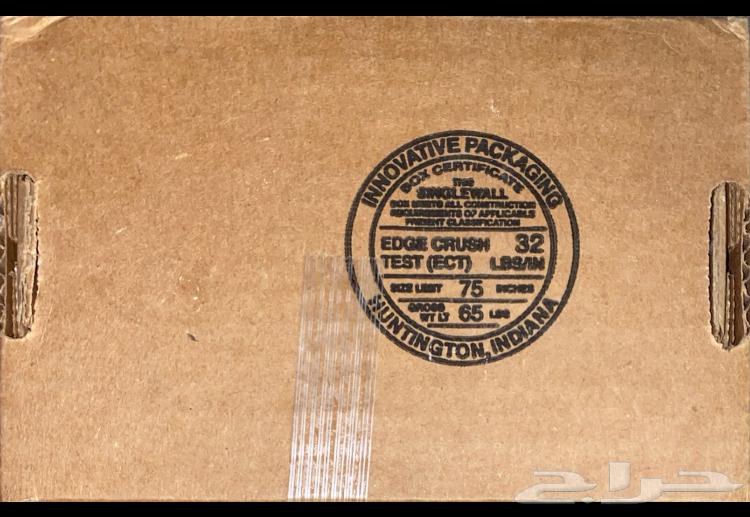 INNOVATIVE PACKAGING
BOX CERTIFICATE
THIS
SINGLEWALL
BOX MEETS ALL CONSTRUCTION
REQUIREMENTS OF APPLICABLE
FREIGHT CLASSIFICATION
EDGE CRUSH 32
TEST (ECT) LBS/IN
SIZE LIMIT 75 INCHES
GROSS
WT LT 65 LBS
HUNTINGTON, INDIANA
حراج